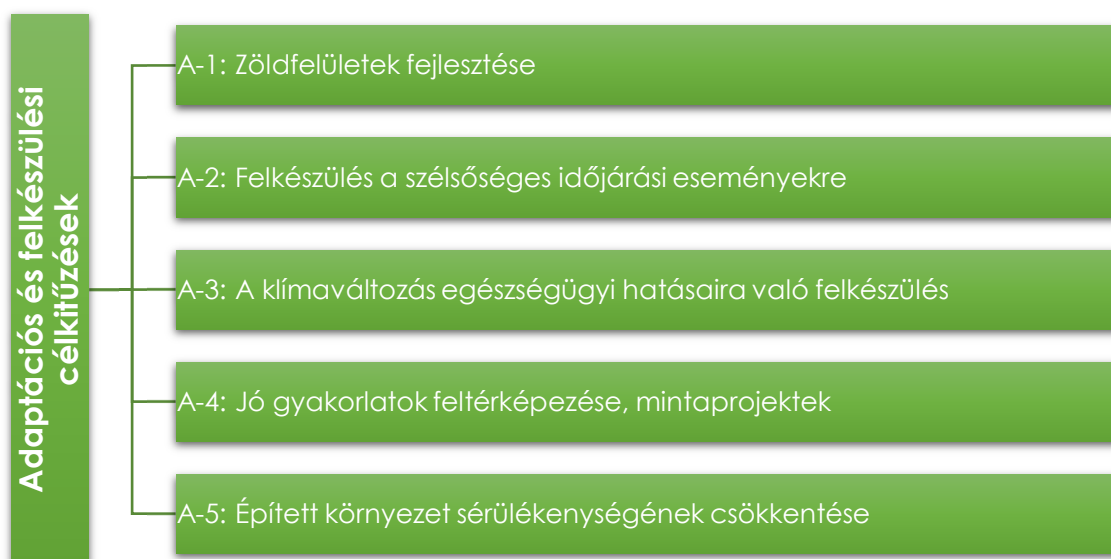 Adaptációs és felkészülési
célkitűzések
A-1: Zöldfelületek fejlesztése
A-2: Felkészülés a szélsőséges időjárási eseményekre
A-3: A klímaváltozás egészségügyi hatásaira való felkészülés
A-4: Jó gyakorlatok feltérképezése, mintaprojektek
A-5: Épített környezet sérülékenységének csökkentése